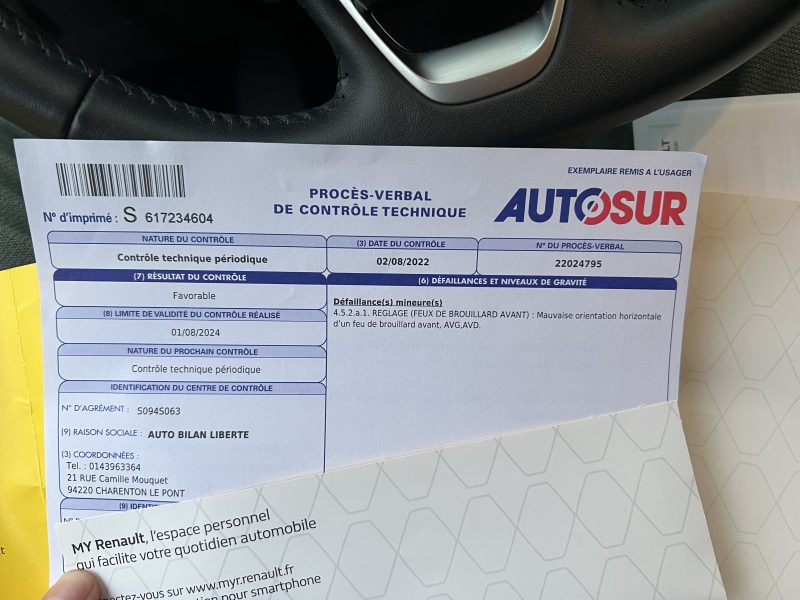 EXEMPLAIRE REMIS A L'USAGER
PROCÈS-VERBAL
DE CONTRÔLE TECHNIQUE
AUTOSUR
N° d'imprimé : S 617234604
NATURE DU CONTRÔLE
Contrôle technique périodique
(3) DATE DU CONTRÔLE
02/08/2022
N° DU PROCÈS-VERBAL
22024795
(7) RÉSULTAT DU CONTRÔLE
Favorable
(8) LIMITE DE VALIDITÉ DU CONTRÔLE RÉALISÉ
01/08/2024
NATURE DU PROCHAIN CONTRÔLE
Contrôle technique périodique
IDENTIFICATION DU CENTRE DE CONTRÔLE
N° D'AGRÉMENT : S094S063
(9) RAISON SOCIALE : AUTO BILAN LIBERTE
(3) COORDONNÉES :
Tel. : 0143963364
21 RUE Camille Mouquet
94220 CHARENTON LE PONT
(6) DÉFAILLANCES ET NIVEAUX DE GRAVITÉ
Défaillance(s) mineure(s)
4.5.2.a.1. REGLAGE (FEUX DE BROUILLARD AVANT) : Mauvaise orientation horizontale
d'un feu de brouillard avant, AVG,AVD.
MY Renault, l'espace personnel
qui facilite votre quotidien automobile
sur www.myr.renault.fr
pour smartphone